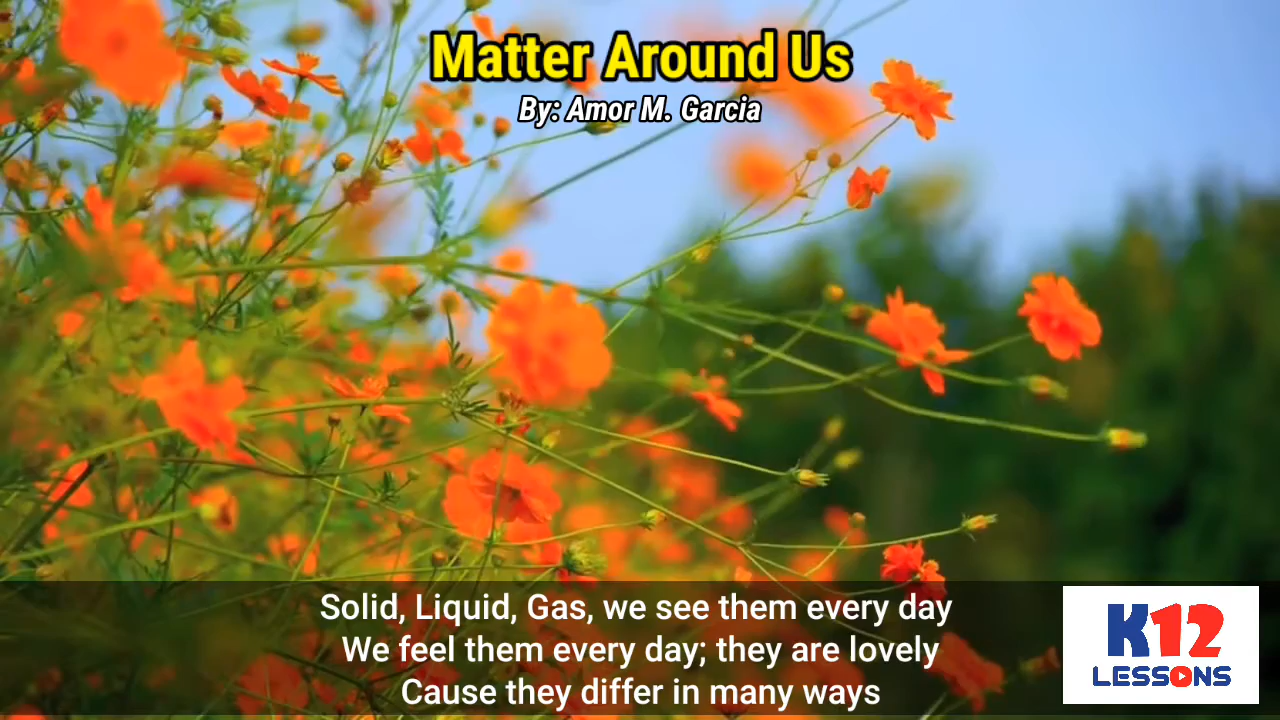 Matter Around Us
By: Amor M. Garcia
Solid, Liquid, Gas, we see them every day
We feel them every day; they are lovely
Cause they differ in many ways
K12
LESSONS